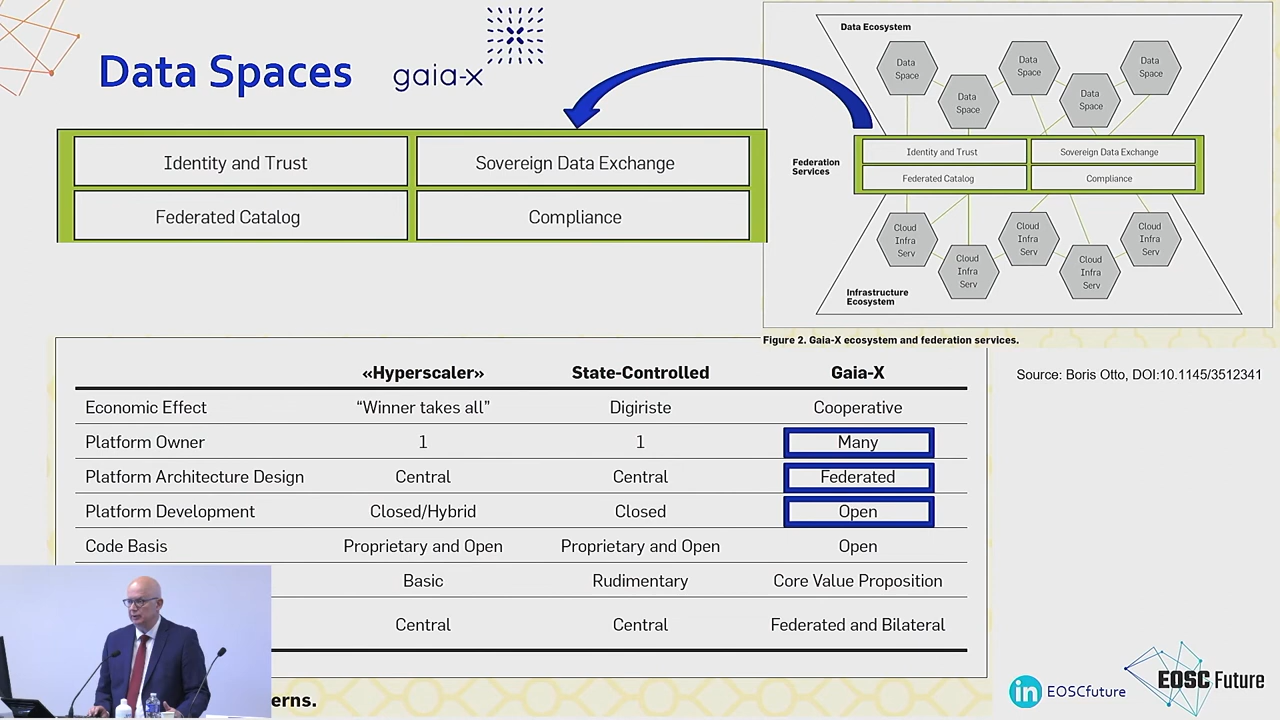 Data Spaces
gaia-x
Identity and Trust
Sovereign Data Exchange
Federated Catalog
Compliance
Data Ecosystem
Data
Space
Data
Space
Data
Space
Data
Space
Data
Space
Federation
Services
Identity and Trust
Sovereign Data Exchange
Federated Catalog
Compliance
Cloud
Infra
Serv
Cloud
Infra
Serv
Cloud
Infra
Serv
Cloud
Infra
Serv
Cloud
Infra
Serv
Infrastructure
Ecosystem
Figure 2. Gaia-X ecosystem and federation services.
Source: Boris Otto, DOI:10.1145/3512341
«Hyperscaler» State-Controlled Gaia-X
Economic Effect “Winner takes all” Digiriste Cooperative
Platform Owner 1 1 Many
Platform Architecture Design Central Central Federated
Platform Development Closed/Hybrid Closed Open
Code Basis Proprietary and Open Proprietary and Open Open
Basic Rudimentary Core Value Proposition
Central Central Federated and Bilateral
erns.
in EOSCfuture
EOSC Future